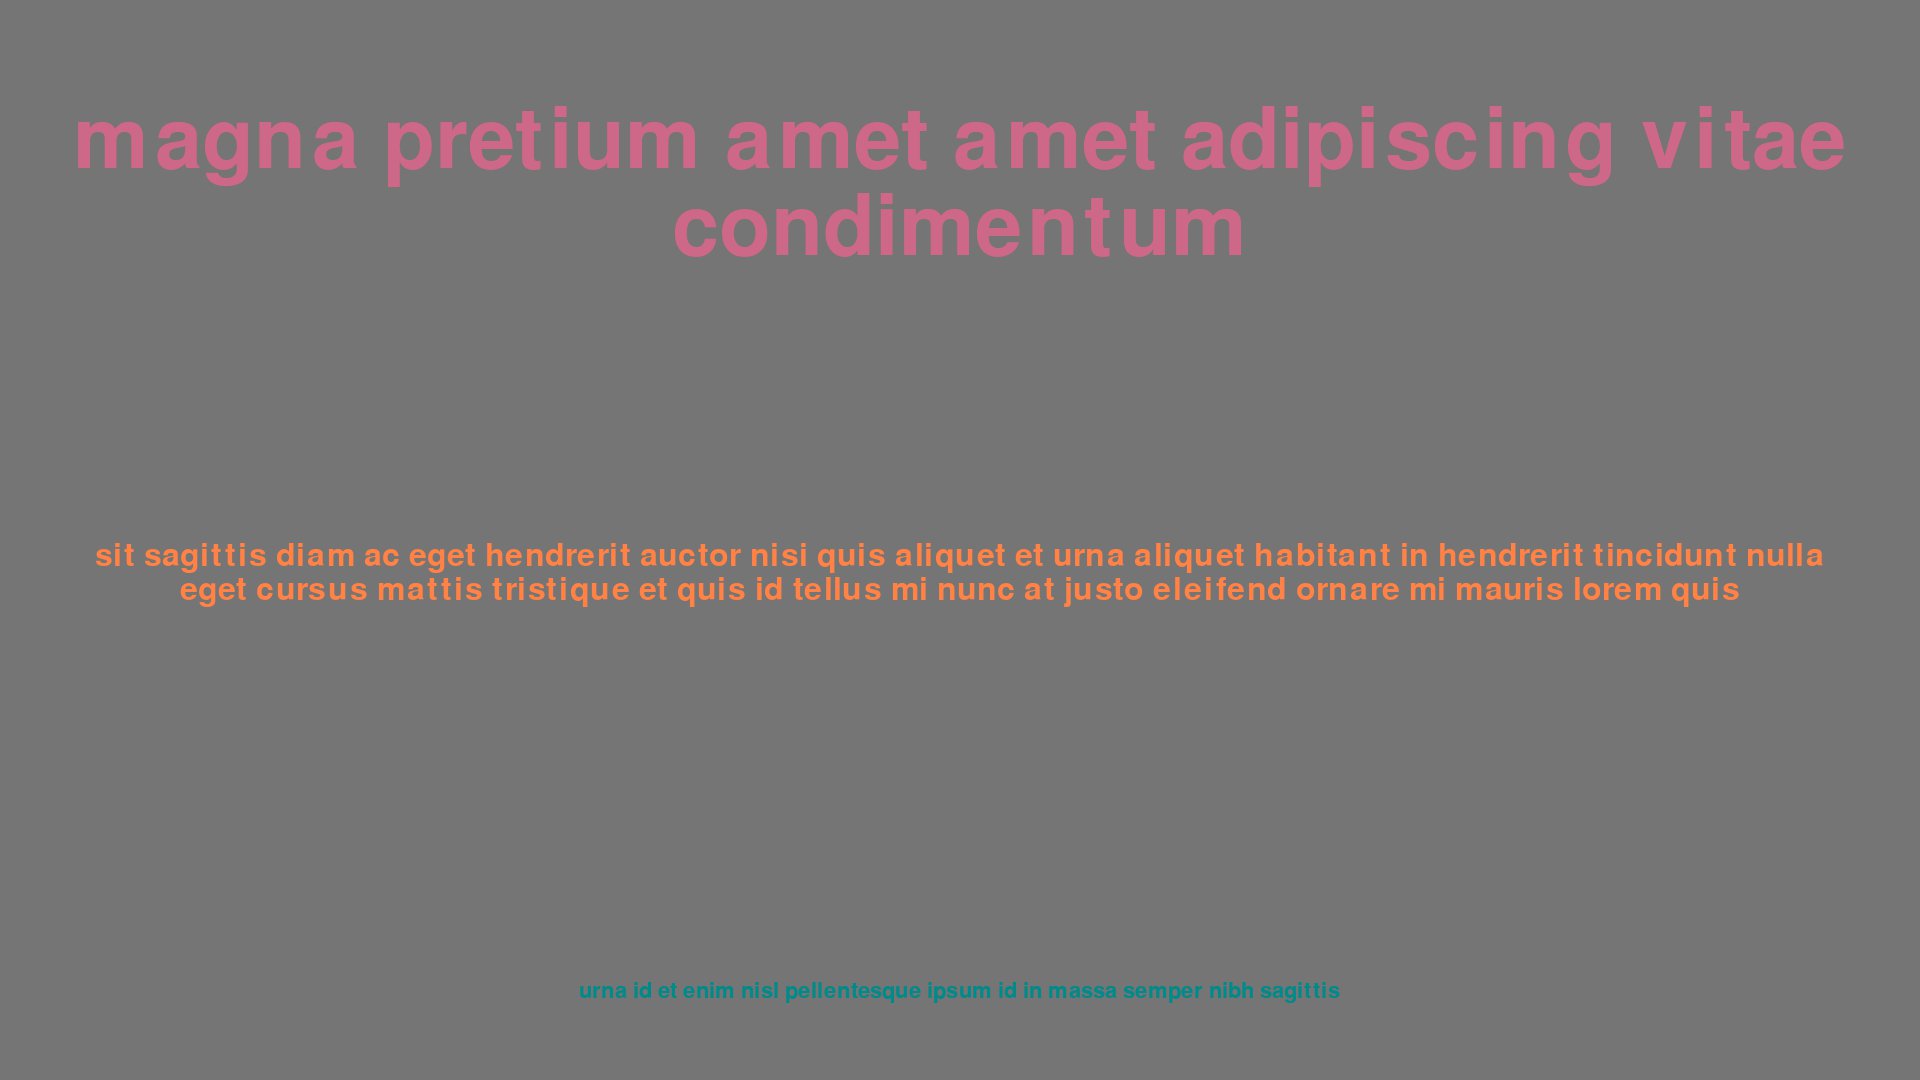 magna pretium amet amet adipiscing vitae
condimentum
sit sagittis diam ac eget hendrerit auctor nisi quis aliquet et urna aliquet habitant in hendrerit tincidunt nulla
eget cursus mattis tristique et quis id tellus mi nunc at justo eleifend ornare mi mauris lorem quis
urna id et enim nisl pellentesque ipsum id in massa semper nibh sagittis